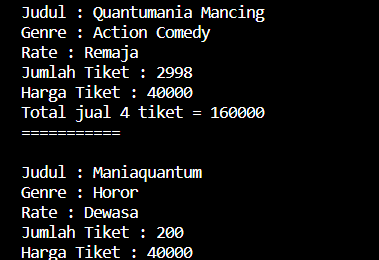 Judul : Quantumania Mancing
Genre : Action Comedy
Rate : Remaja
Jumlah Tiket : 2998
Harga Tiket : 40000
Total jual 4 tiket = 160000
===========
Judul : Maniaquantum
Genre : Horor
Rate : Dewasa
Jumlah Tiket : 200
Harga Tiket : 40000